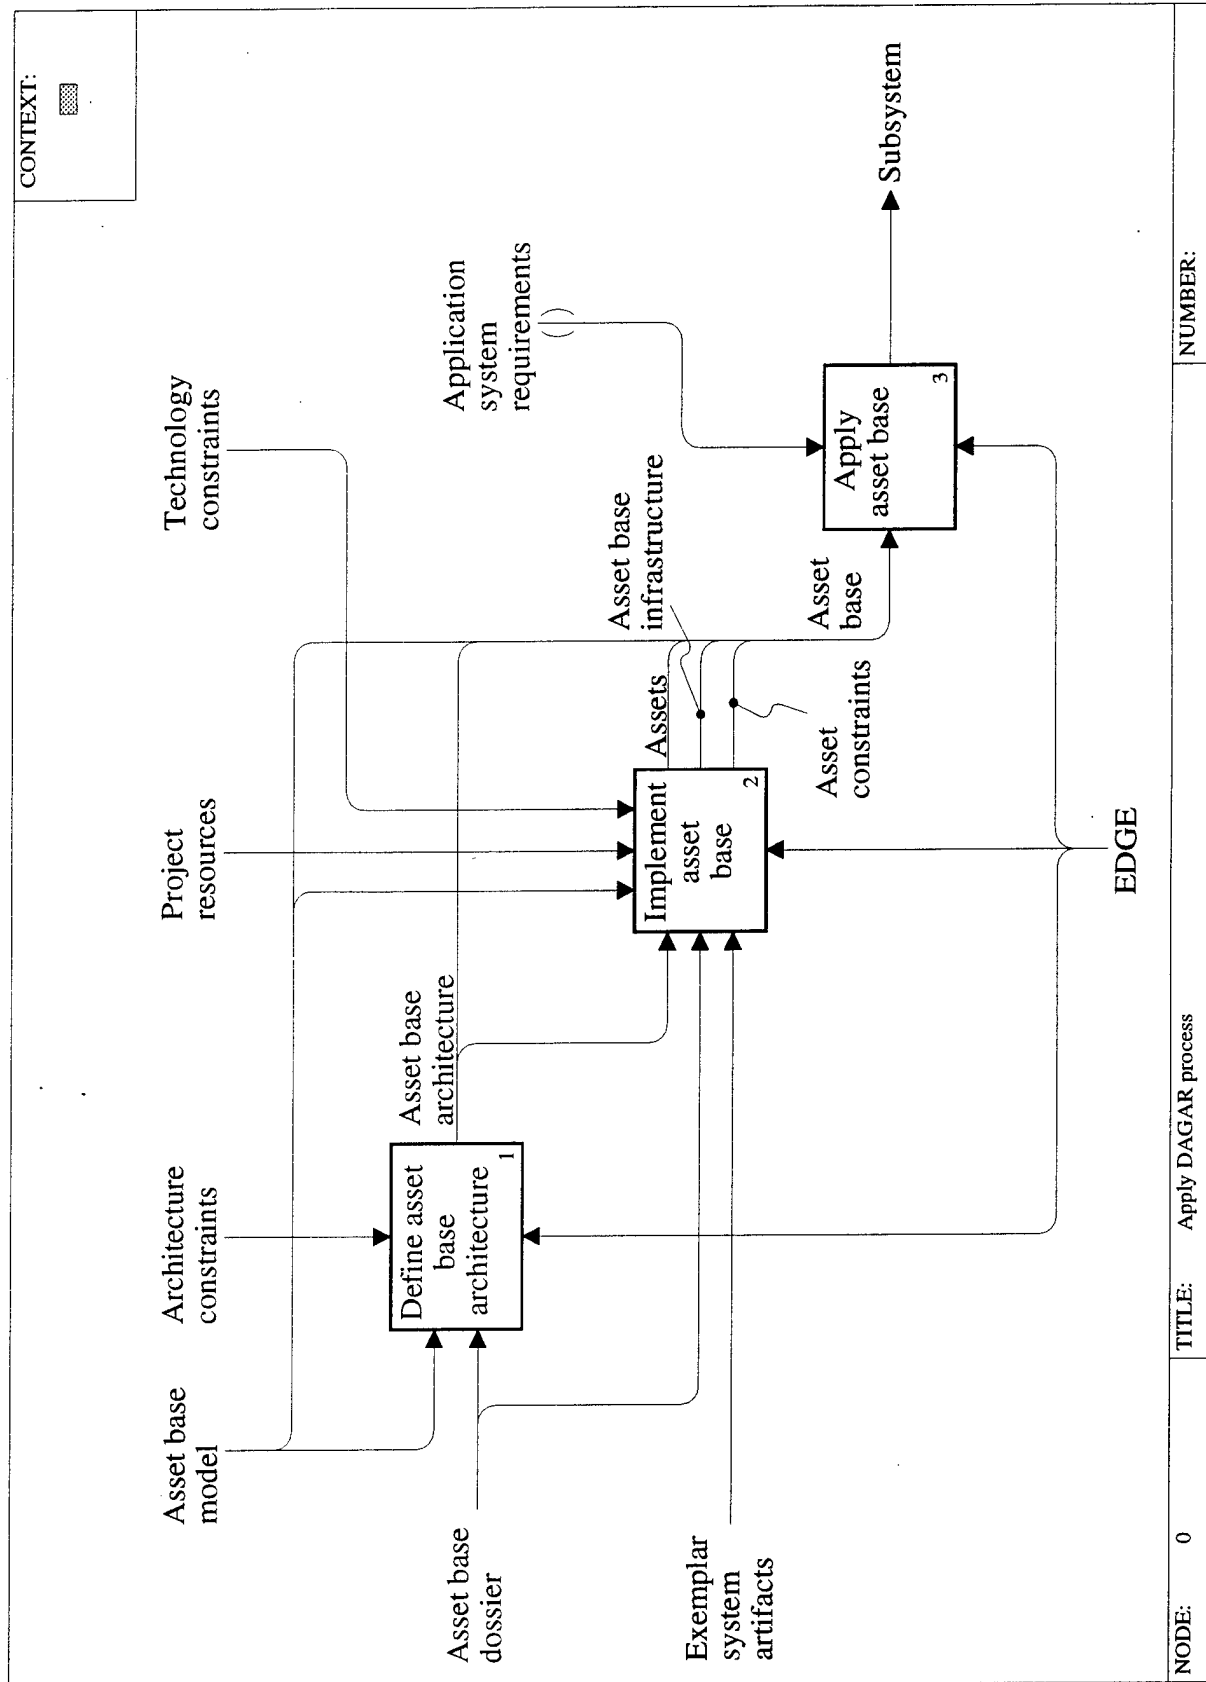 CONTEXT:
Asset base
model
Architecture
constraints
Project
resources
Technology
constraints
Application
system
requirements
Asset base
dossier
Exemplar
system
artifacts
Define asset
base
architecture
1
Asset base
architecture
Implement
asset
base
2
Assets
Asset base
infrastructure
Asset
constraints
Asset
base
Apply
asset base
3
Subsystem
EDGE
NODE: 0
TITLE: Apply DAGAR process
NUMBER: